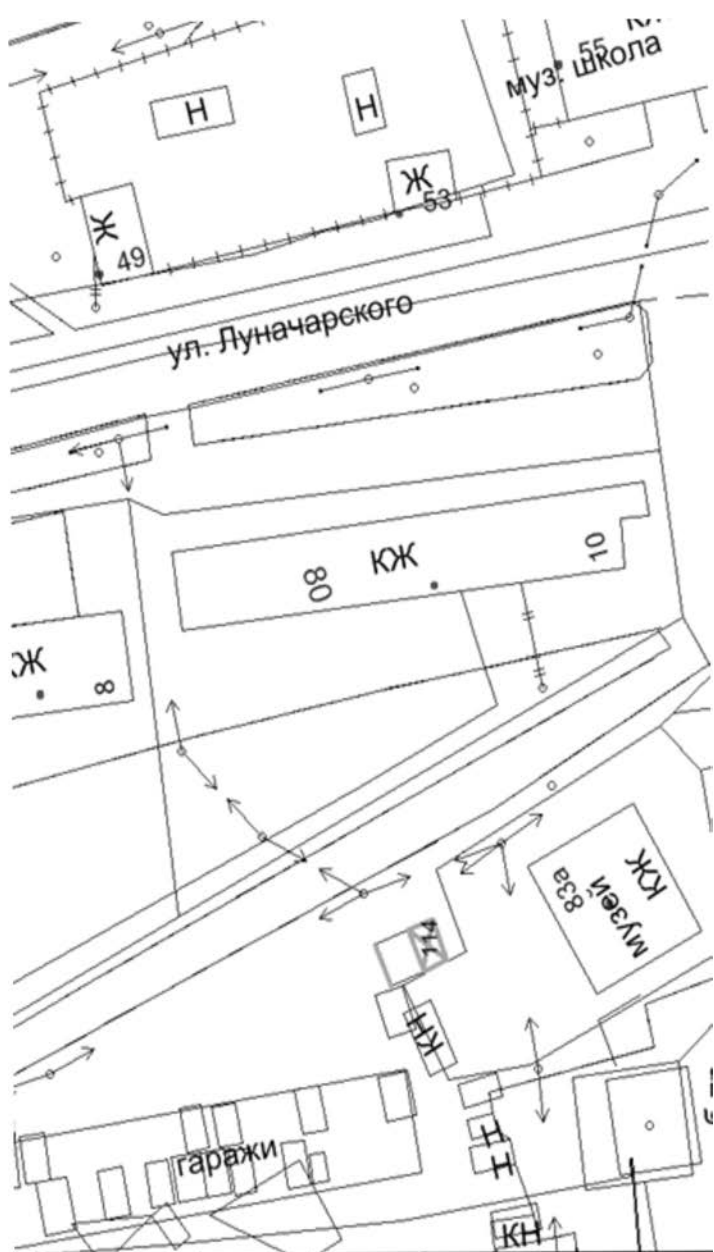 55
муз. школа
Н
Н
Ж
53
Ж
49
ул. Луначарского
КЖ
10
80
КЖ
8
КЖ
музей
83а
114
КН
гаражи
Н
Н
КН